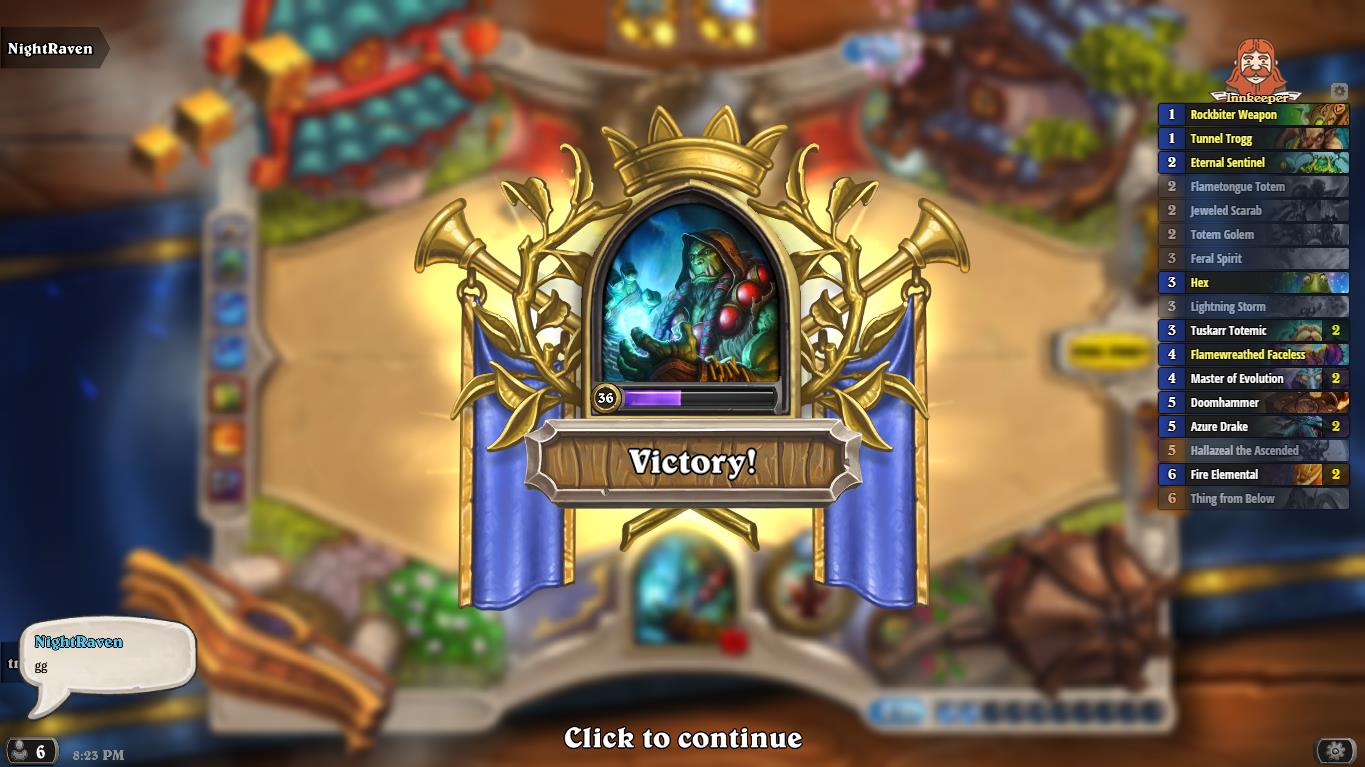 NightRaven
Innkeeper
1 Rockbiter Weapon
1 Tunnel Trogg
2 Eternal Sentinel
2 Flametongue Totem
2 Jeweled Scarab
2 Totem Golem
3 Feral Spirit
3 Hex
3 Lightning Storm
3 Tuskarr Totemic 2
4 Flamewreathed Faceless
4 Master of Evolution 2
5 Doomhammer
5 Azure Drake 2
5 Hallazeal the Ascended
6 Fire Elemental 2
6 Thing from Below
36
Victory!
NightRaven
gg
Click to continue
6 8:23 PM